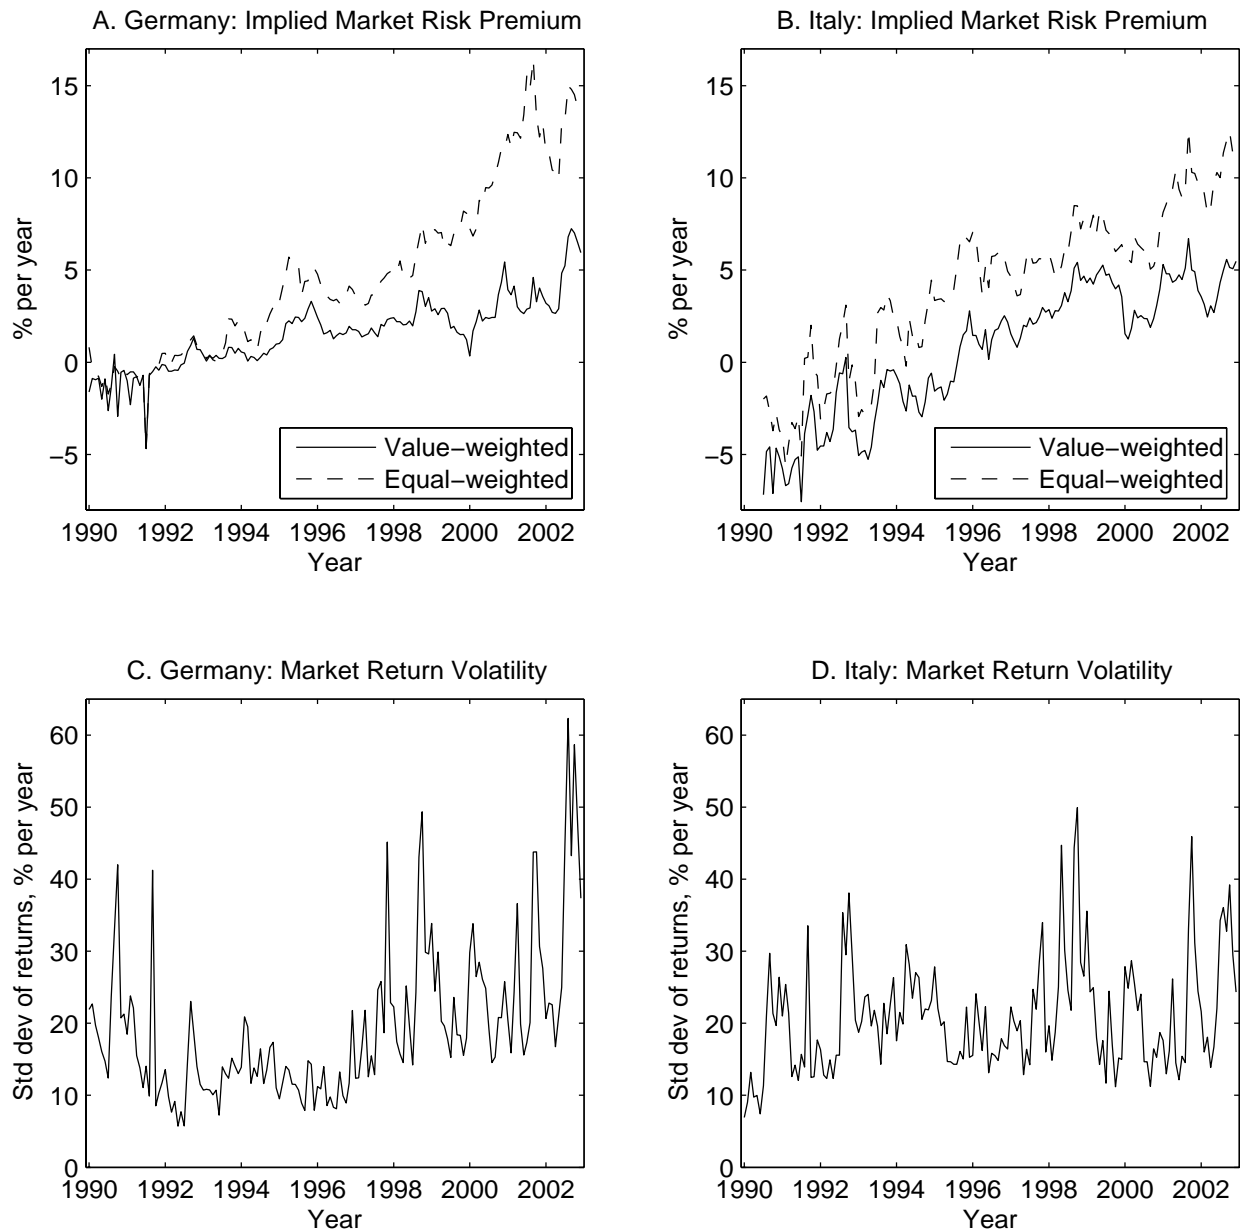 A. Germany: Implied Market Risk Premium
15
10
5
0
−5
% per year
Value−weighted
Equal−weighted
1990 1992 1994 1996 1998 2000 2002
Year
B. Italy: Implied Market Risk Premium
15
10
5
0
−5
% per year
Value−weighted
Equal−weighted
1990 1992 1994 1996 1998 2000 2002
Year
C. Germany: Market Return Volatility
60
50
40
30
20
10
0
Std dev of returns, % per year
1990 1992 1994 1996 1998 2000 2002
Year
D. Italy: Market Return Volatility
60
50
40
30
20
10
0
Std dev of returns, % per year
1990 1992 1994 1996 1998 2000 2002
Year